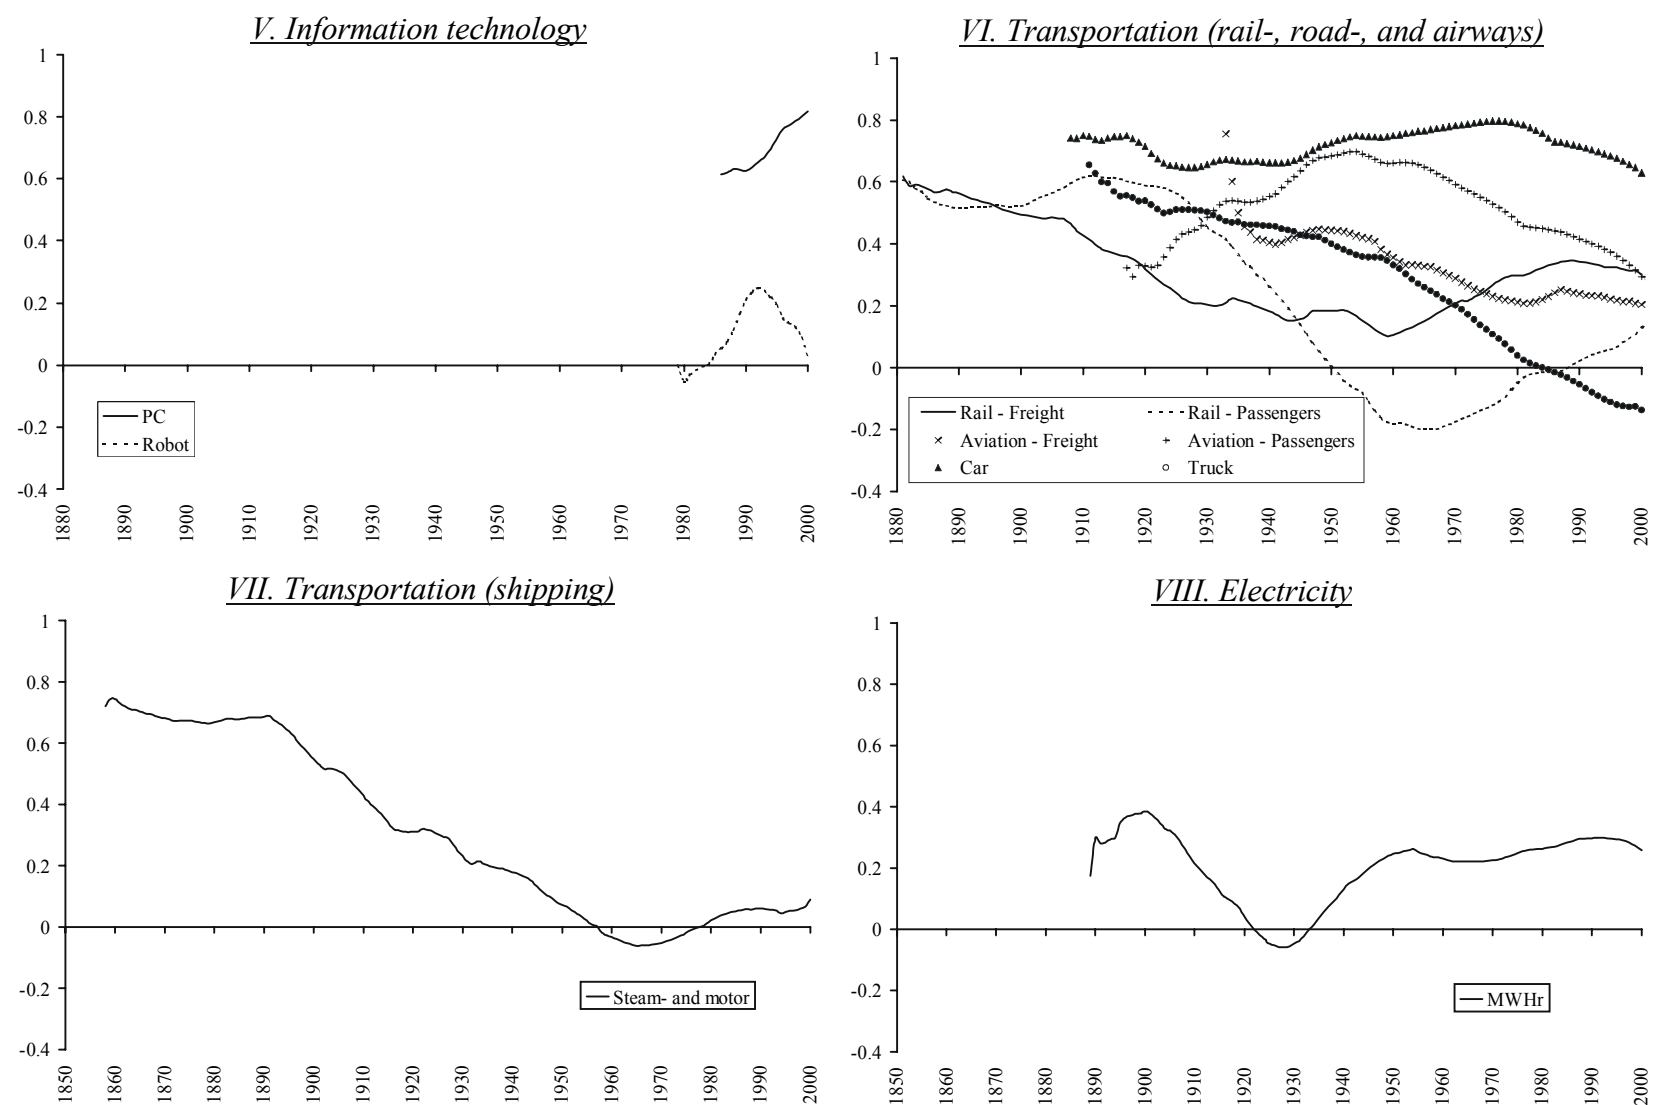 V. Information technology
1
0.8
0.6
0.4
0.2
0
-0.2
-0.4
1880 1890 1900 1910 1920 1930 1940 1950 1960 1970 1980 1990 2000
PC
Robot
VI. Transportation (rail-, road-, and airways)
1
0.8
0.6
0.4
0.2
0
-0.2
-0.4
1880 1890 1900 1910 1920 1930 1940 1950 1960 1970 1980 1990 2000
Rail - Freight Rail - Passengers
Aviation - Freight Aviation - Passengers
Car Truck
VII. Transportation (shipping)
1
0.8
0.6
0.4
0.2
0
-0.2
-0.4
1850 1860 1870 1880 1890 1900 1910 1920 1930 1940 1950 1960 1970 1980 1990 2000
Steam- and motor
VIII. Electricity
1
0.8
0.6
0.4
0.2
0
-0.2
-0.4
1850 1860 1870 1880 1890 1900 1910 1920 1930 1940 1950 1960 1970 1980 1990 2000
MWHr